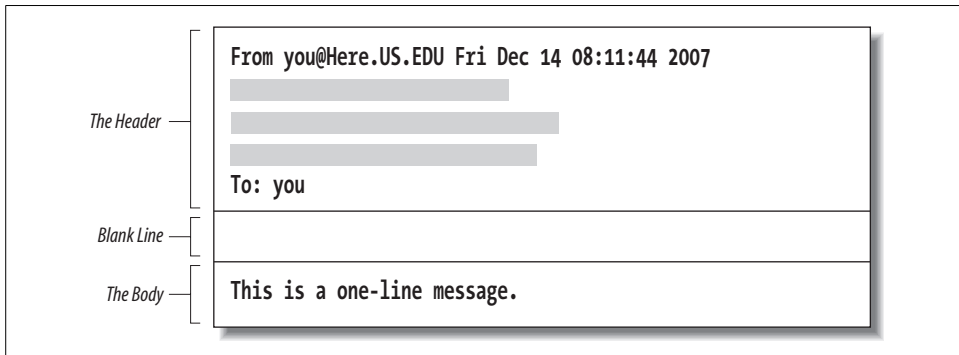 From you@Here.US.EDU Fri Dec 14 08:11:44 2007
The Header
To: you
Blank Line
The Body
This is a one-line message.